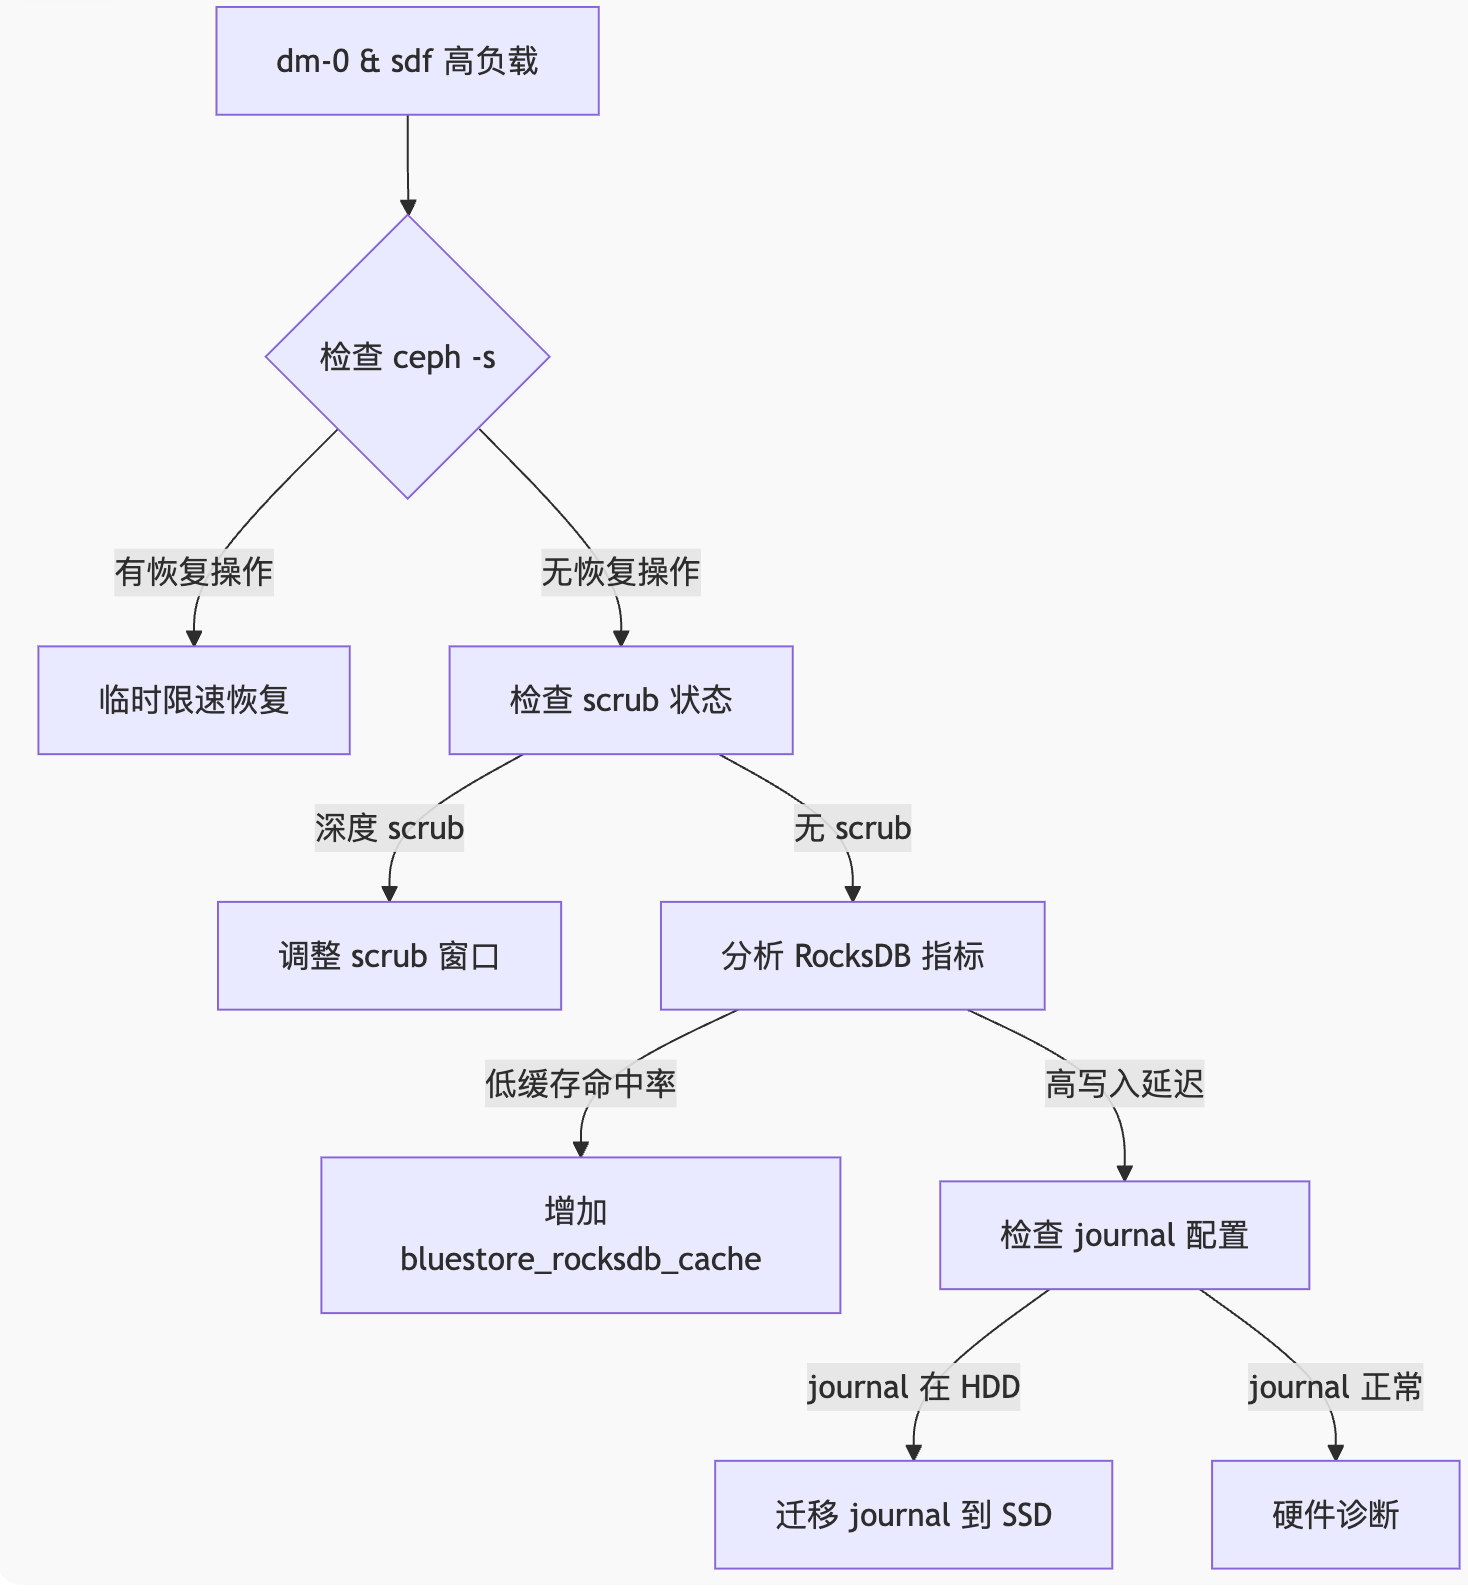 dm-0 & sdf 高负载
检查 ceph -s
有恢复操作
无恢复操作
临时限速恢复
检查 scrub 状态
深度 scrub
无 scrub
调整 scrub 窗口
分析 RocksDB 指标
低缓存命中率
高写入延迟
增加
bluestore_rocksdb_cache
检查 journal 配置
journal 在 HDD
journal 正常
迁移 journal 到 SSD
硬件诊断